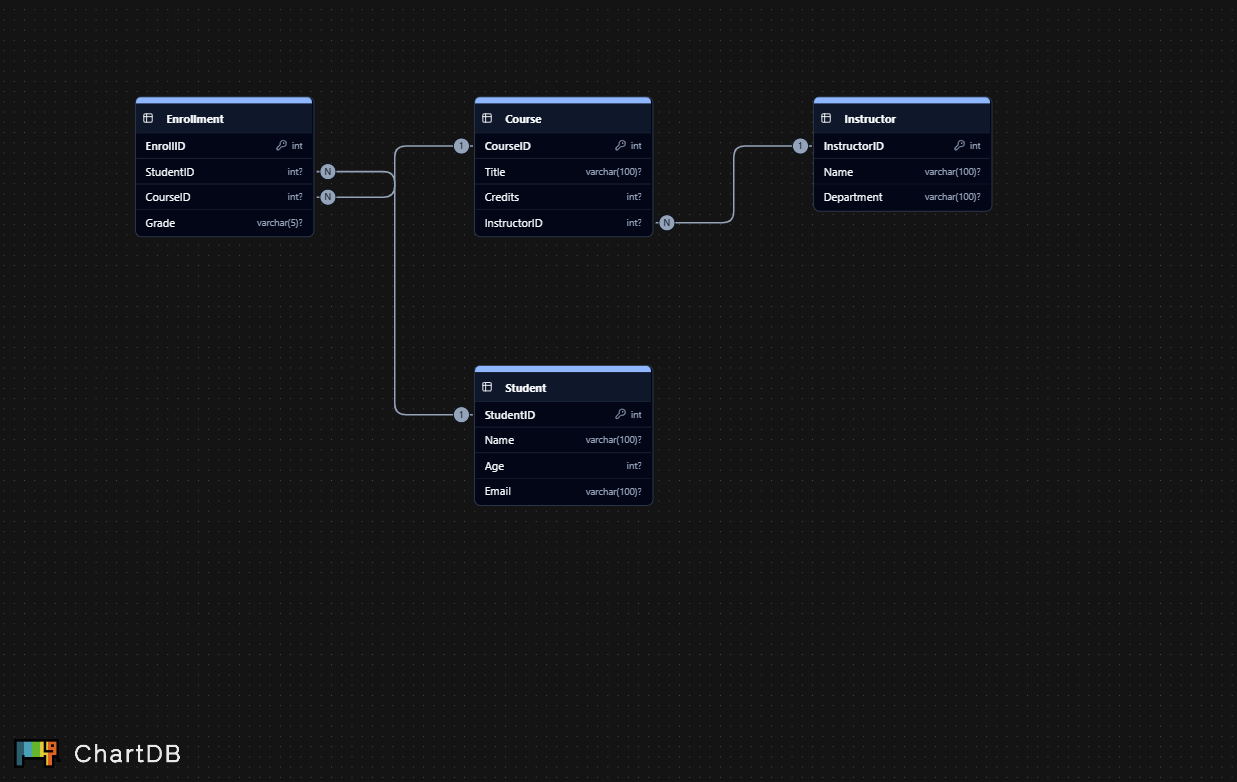 Enrollment
EnrollID int
StudentID int?
CourseID int?
Grade varchar(5)?
N
N
1
Course
CourseID int
Title varchar(100)?
Credits int?
InstructorID int?
N
1
Instructor
InstructorID int
Name varchar(100)?
Department varchar(100)?
1
Student
StudentID int
Name varchar(100)?
Age int?
Email varchar(100)?
ChartDB